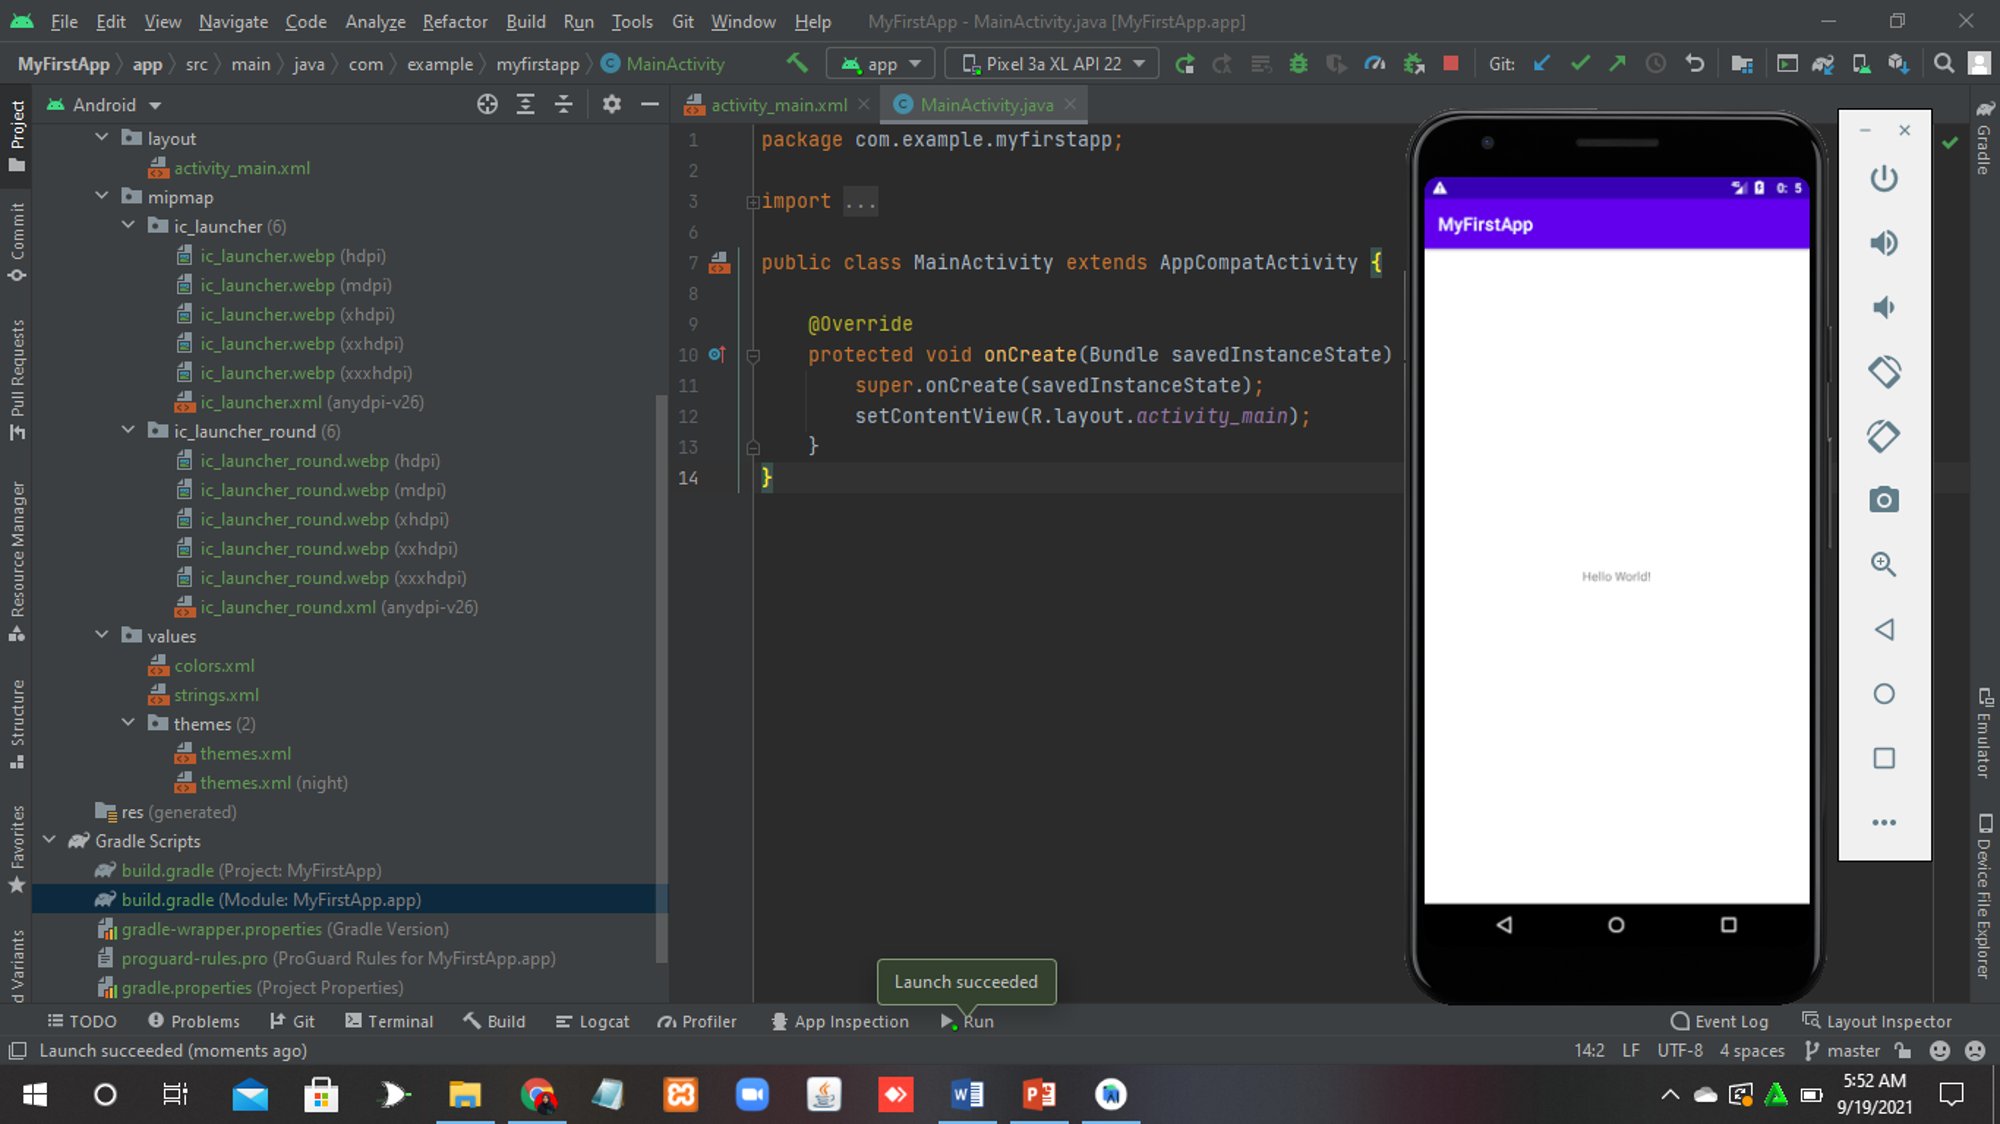 File Edit View Navigate Code Analyze Refactor Build Run Tools Git Window Help MyFirstApp - MainActivity.java [MyFirstApp.app]
MyFirstApp app src main java com example myfirstapp MainActivity app Pixel 3a XL API 22 Git:
Android
activity_main.xml MainActivity.java
Project
Commit
Pull Requests
Resource Manager
Structure
Favorites
d Variants
layout
activity_main.xml
mipmap
ic_launcher (6)
ic_launcher.webp (hdpi)
ic_launcher.webp (mdpi)
ic_launcher.webp (xhdpi)
ic_launcher.webp (xxhdpi)
ic_launcher.webp (xxxhdpi)
ic_launcher.xml (anydpi-v26)
ic_launcher_round (6)
ic_launcher_round.webp (hdpi)
ic_launcher_round.webp (mdpi)
ic_launcher_round.webp (xhdpi)
ic_launcher_round.webp (xxhdpi)
ic_launcher_round.webp (xxxhdpi)
ic_launcher_round.xml (anydpi-v26)
values
colors.xml
strings.xml
themes (2)
themes.xml
themes.xml (night)
res (generated)
Gradle Scripts
build.gradle (Project: MyFirstApp)
build.gradle (Module: MyFirstApp.app)
gradle-wrapper.properties (Gradle Version)
proguard-rules.pro (ProGuard Rules for MyFirstApp.app)
gradle.properties (Project Properties)
1 package com.example.myfirstapp;
2
3 import ...
6
7 public class MainActivity extends AppCompatActivity {
8
9 @Override
10 protected void onCreate(Bundle savedInstanceState)
11 super.onCreate(savedInstanceState);
12 setContentView(R.layout.activity_main);
13 }
14 }
0: 5
MyFirstApp
Hello World!
Gradle
Emulator
Device File Explorer
Launch succeeded
TODO Problems Git Terminal Build Logcat Profiler App Inspection Run Event Log Layout Inspector
Launch succeeded (moments ago) 14:2 LF UTF-8 4 spaces master
5:52 AM
9/19/2021